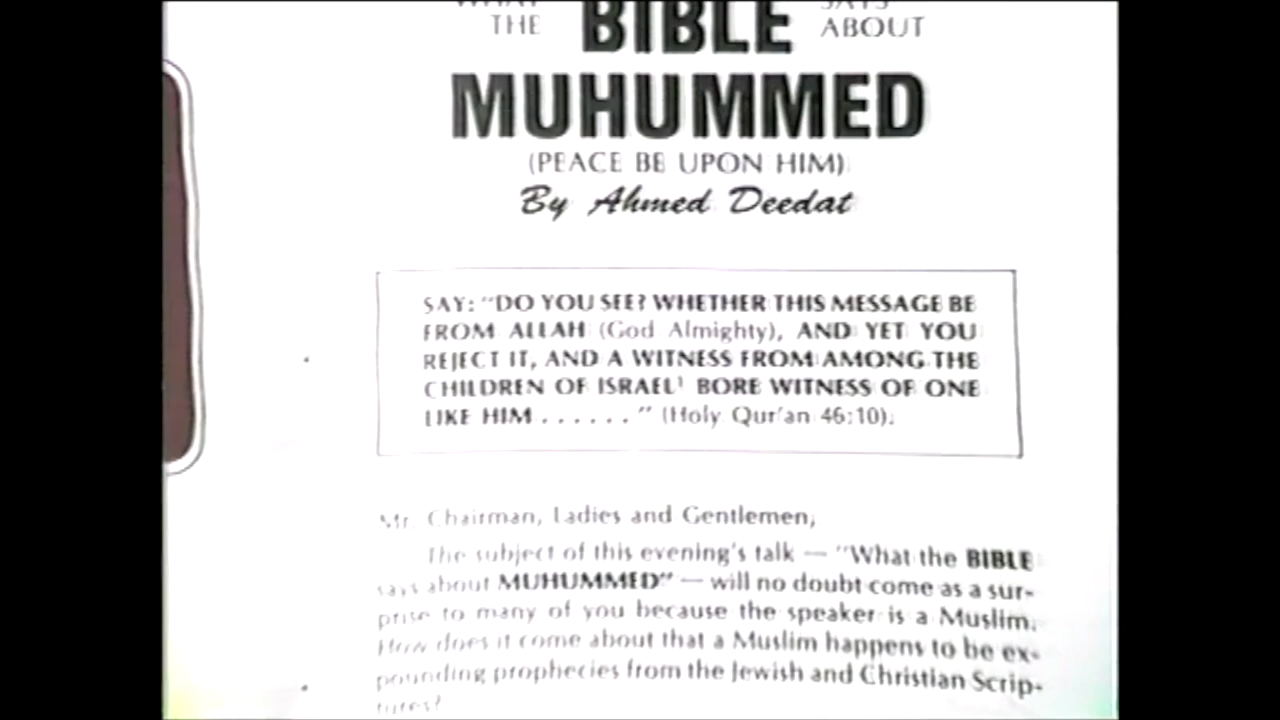 THE BIBLE ABOUT
MUHUMMED
(PEACE BE UPON HIM)
By Ahmed Deedat
SAY: "DO YOU SEE? WHETHER THIS MESSAGE BE
FROM ALLAH (God Almighty), AND YET YOU
REJECT IT, AND A WITNESS FROM AMONG THE
CHILDREN OF ISRAEL¹ BORE WITNESS OF ONE
LIKE HIM . . . . . . " (Holy Qur'an 46:10).
Mr. Chairman, Ladies and Gentlemen,
The subject of this evening's talk — "What the BIBLE
says about MUHUMMED" — will no doubt come as a sur-
prise to many of you because the speaker is a Muslim.
How does it come about that a Muslim happens to be ex-
pounding prophecies from the Jewish and Christian Scrip-
tures?